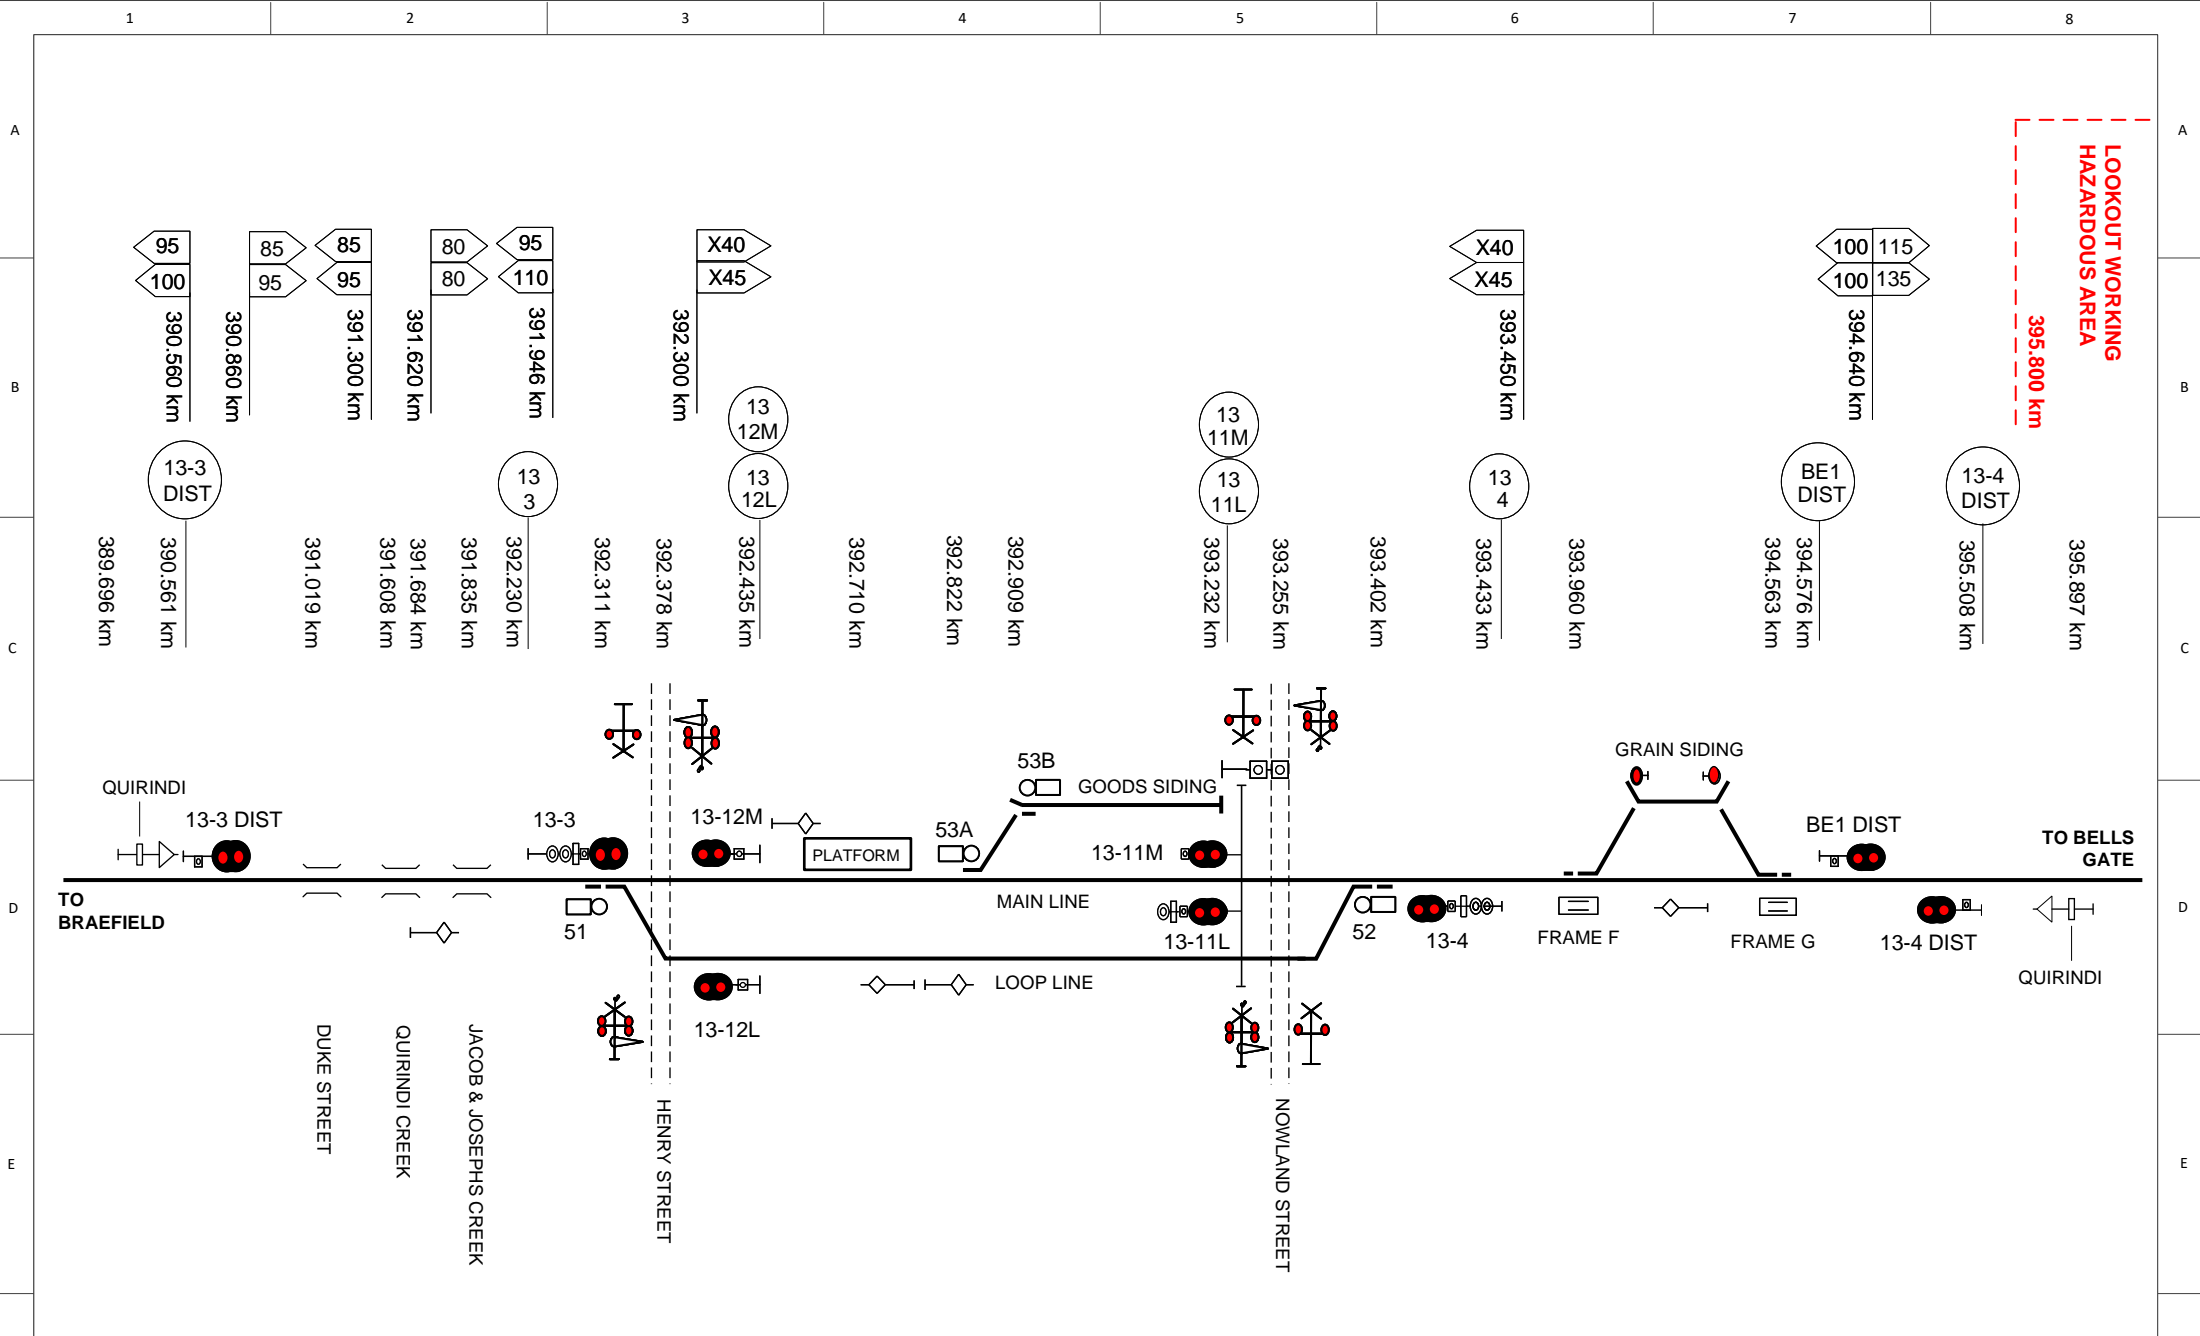 1 2 3 4 5 6 7 8
A A
LOOKOUT WORKING
HAZARDOUS AREA
395.800 km
95
100
390.560 km
85
95
390.860 km
85
95
391.300 km
80
80
391.620 km
95
110
391.946 km
X40
X45
392.300 km
X40
X45
393.450 km
100 115
100 135
394.640 km
B B
13-3
DIST
13
3
13
12M
13
12L
13
11M
13
11L
13
4
BE1
DIST
13-4
DIST
389.696 km
390.561 km
391.019 km
391.608 km
391.684 km
391.835 km
392.230 km
392.311 km
392.378 km
392.435 km
392.710 km
392.822 km
392.909 km
393.232 km
393.255 km
393.402 km
393.433 km
393.960 km
394.563 km
394.576 km
395.508 km
395.897 km
C C
QUIRINDI
13-3 DIST
13-3
13-12M
PLATFORM
53A
53B
GOODS SIDING
13-11M
GRAIN SIDING
BE1 DIST
TO BELLS
GATE
D D
TO
BRAEFIELD
51
MAIN LINE
13-11L
52
13-4
FRAME F
FRAME G
13-4 DIST
QUIRINDI
LOOP LINE
13-12L
DUKE STREET
QUIRINDI CREEK
JACOB & JOSEPHS CREEK
HENRY STREET
NOWLAND STREET
E E